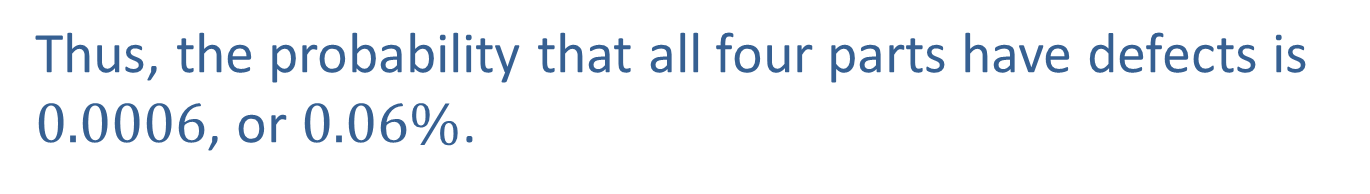 Thus, the probability that all four parts have defects is
0.0006, or 0.06%.